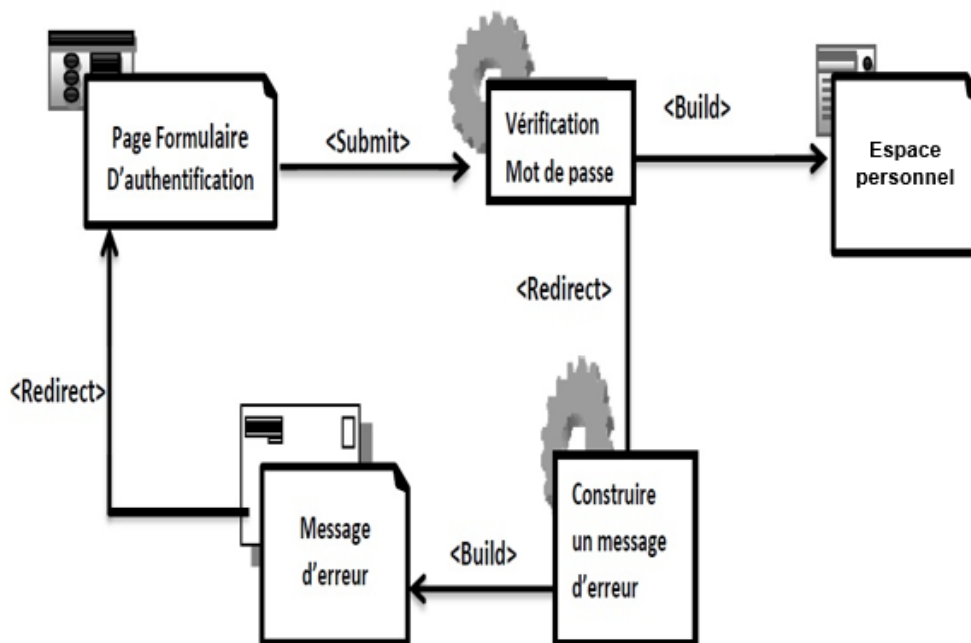 Page Formulaire
D'authentification
<Submit>
Vérification
Mot de passe
<Build>
Espace
personnel
<Redirect>
<Redirect>
Construire
un message
d'erreur
<Build>
Message
d'erreur